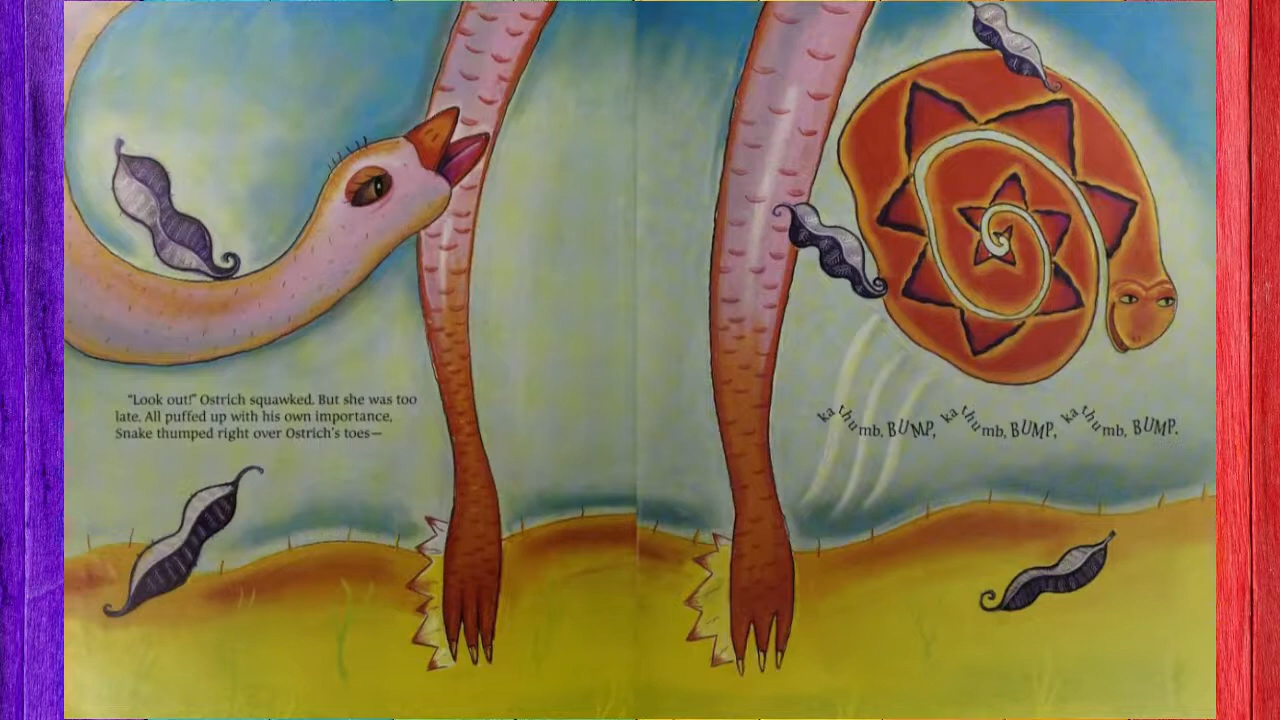 "Look out!" Ostrich squawked. But she was too
late. All puffed up with his own importance,
Snake thumped right over Ostrich's toes—
ka thumb, BUMP, ka thumb, BUMP, ka thumb, BUMP.